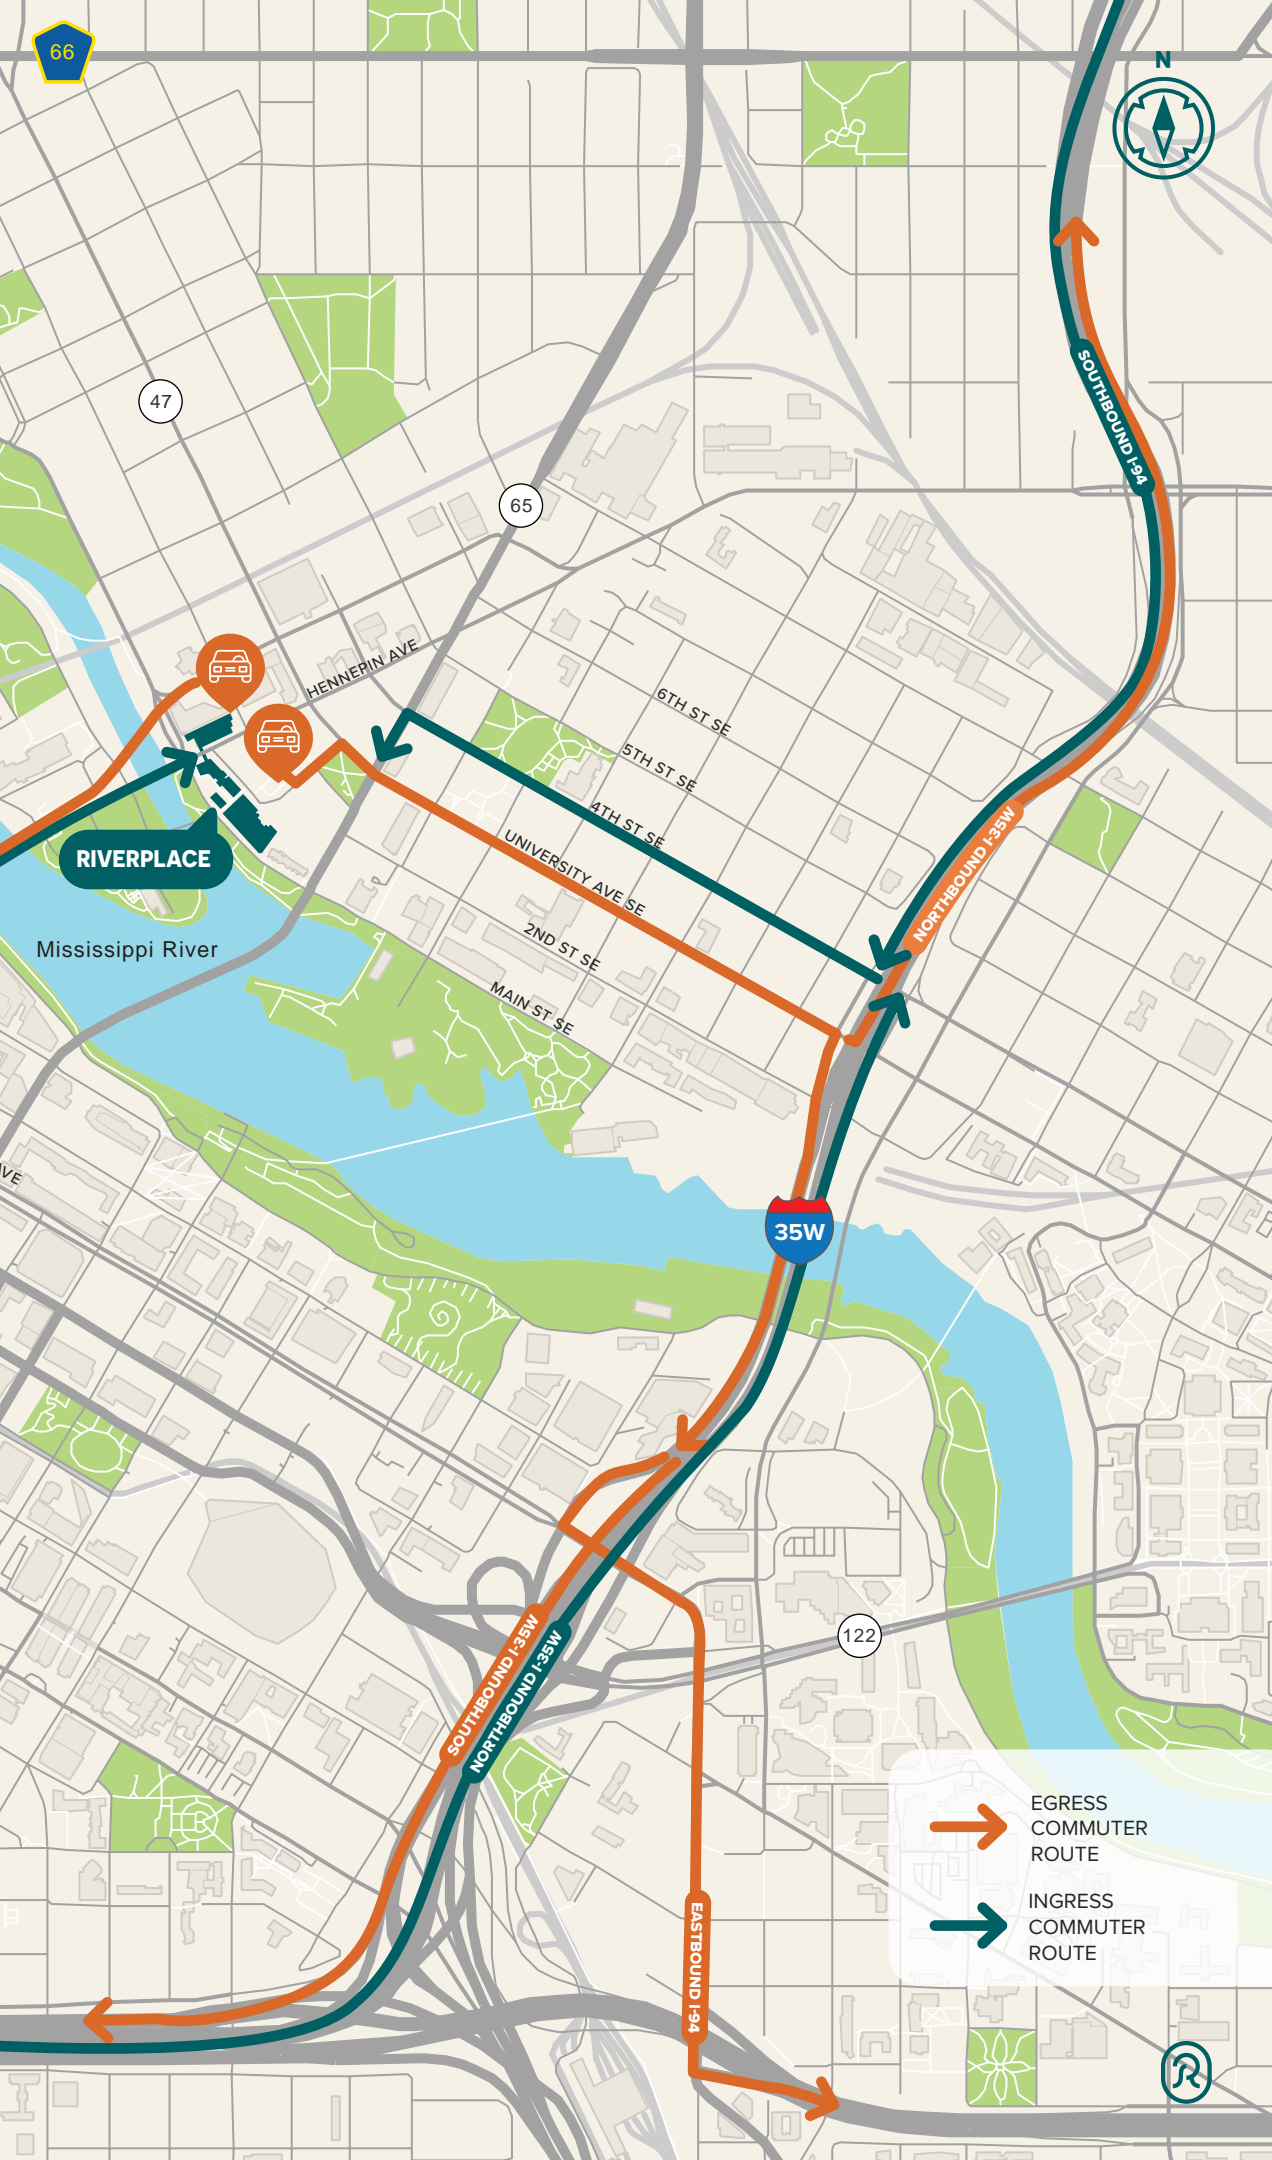 66
N
SOUTHBOUND I-94
47
65
HENNEPIN AVE
6TH ST SE
5TH ST SE
4TH ST SE
UNIVERSITY AVE SE
2ND ST SE
MAIN ST SE
NORTHBOUND I-35W
RIVERPLACE
Mississippi River
35W
SOUTHBOUND I-35W
NORTHBOUND I-35W
122
EASTBOUND I-94
EGRESS
COMMUTER
ROUTE
INGRESS
COMMUTER
ROUTE